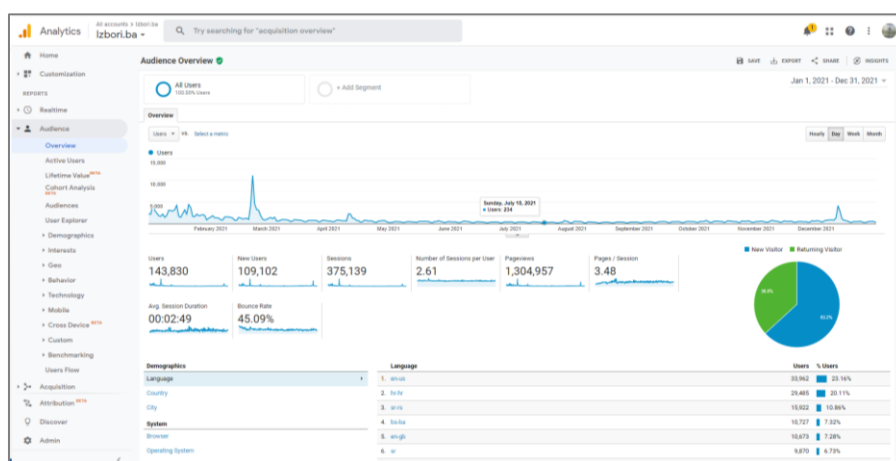 Analytics
All accounts > Izbori.ba
Izbori.ba
Try searching for "acquisition overview"
Home
Customization
REPORTS
Realtime
Audience
Overview
Active Users
Lifetime Value BETA
Cohort Analysis
BETA
Audiences
User Explorer
Demographics
Interests
Geo
Behavior
Technology
Mobile
Cross Device BETA
Custom
Benchmarking
Users Flow
Acquisition
Attribution BETA
Discover
Admin
Audience Overview
SAVE
EXPORT
SHARE
INSIGHTS
Jan 1, 2021 - Dec 31, 2021
All Users
100.00% Users
+ Add Segment
Overview
Users
VS.
Select a metric
Hourly
Day
Week
Month
Users
15,000
10,000
5,000
Sunday, July 18, 2021
Users: 234
February 2021
March 2021
April 2021
May 2021
June 2021
July 2021
August 2021
September 2021
October 2021
November 2021
December 2021
New Visitor
Returning Visitor
Users
143,830
New Users
109,102
Sessions
375,139
Number of Sessions per User
2.61
Pageviews
1,304,957
Pages / Session
3.48
Avg. Session Duration
00:02:49
Bounce Rate
45.09%
Demographics
Language
Country
City
System
Browser
Operating System
Language
Users
% Users
1. en-us 33,962 23.16%
2. hr-hr 29,485 20.11%
3. 15,922 10.86%
4. bs-ba 10,727 7.32%
5. en-gb 10,673 7.28%
6. sr 9,870 6.73%